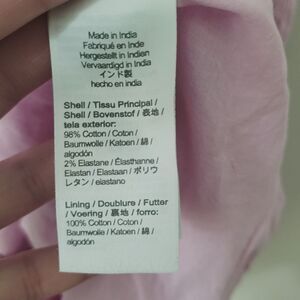 Made in India
Fabriqué en Inde
Hergestellt in Indien
Vervaardigd in India
インド製
hecho en india
Shell / Tissu Principal /
Shell / Bovenstof / 表地 /
tela exterior:
98% Cotton / Coton /
Baumwolle / Katoen / 綿 /
algodón
2% Elastane / Élasthanne /
Elastan / Elastaan / ポリウ
レタン / elastano
Lining / Doublure / Futter
/ Voering / 裏地 / forro:
100% Cotton / Coton /
Baumwolle / Katoen / 綿 /
algodón